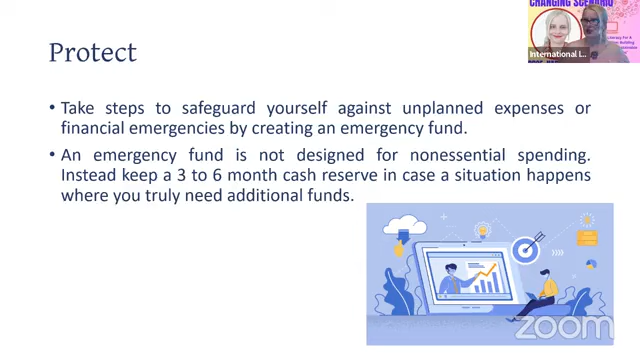 CHANGING SCENARIO
International L...
Protect
• Take steps to safeguard yourself against unplanned expenses or
financial emergencies by creating an emergency fund.
• An emergency fund is not designed for nonessential spending.
Instead keep a 3 to 6 month cash reserve in case a situation happens
where you truly need additional funds.
zoom